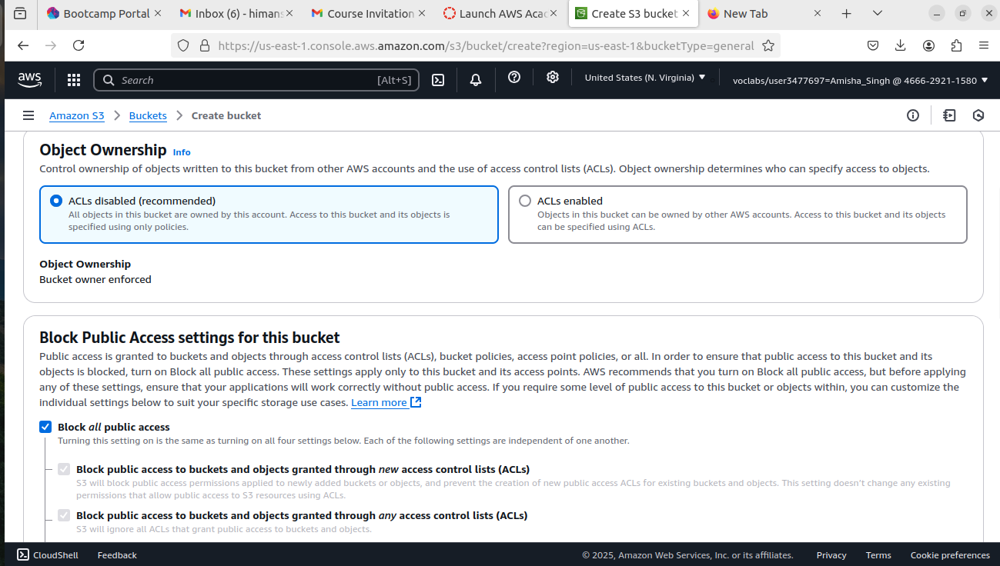 Bootcamp Portal
Inbox (6) - himans
Course Invitation
Launch AWS Aca
Create S3 bucket
New Tab
https://us-east-1.console.aws.amazon.com/s3/bucket/create?region=us-east-1&bucketType=general
aws
Search
[Alt+S]
United States (N. Virginia)
voclabs/user3477697=Amisha_Singh @ 4666-2921-1580
Amazon S3
Buckets
Create bucket
Object Ownership Info
Control ownership of objects written to this bucket from other AWS accounts and the use of access control lists (ACLs). Object ownership determines who can specify access to objects.
ACLs disabled (recommended)
All objects in this bucket are owned by this account. Access to this bucket and its objects is
specified using only policies.
ACLs enabled
Objects in this bucket can be owned by other AWS accounts. Access to this bucket and its objects
can be specified using ACLs.
Object Ownership
Bucket owner enforced
Block Public Access settings for this bucket
Public access is granted to buckets and objects through access control lists (ACLs), bucket policies, access point policies, or all. In order to ensure that public access to this bucket and its
objects is blocked, turn on Block all public access. These settings apply only to this bucket and its access points. AWS recommends that you turn on Block all public access, but before applying
any of these settings, ensure that your applications will work correctly without public access. If you require some level of public access to this bucket or objects within, you can customize the
individual settings below to suit your specific storage use cases. Learn more
Block all public access
Turning this setting on is the same as turning on all four settings below. Each of the following settings are independent of one another.
Block public access to buckets and objects granted through new access control lists (ACLs)
S3 will block public access permissions applied to newly added buckets or objects, and prevent the creation of new public access ACLs for existing buckets and objects. This setting doesn't change any existing
permissions that allow public access to S3 resources using ACLs.
Block public access to buckets and objects granted through any access control lists (ACLs)
S3 will ignore all ACLs that grant public access to buckets and objects.
CloudShell
Feedback
© 2025, Amazon Web Services, Inc. or its affiliates.
Privacy
Terms
Cookie preferences